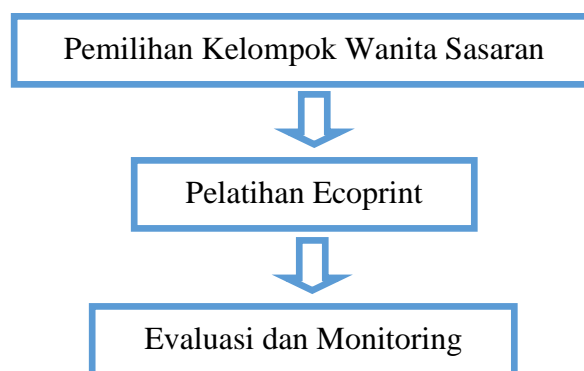 Pemilihan Kelompok Wanita Sasaran
Pelatihan Ecoprint
Evaluasi dan Monitoring